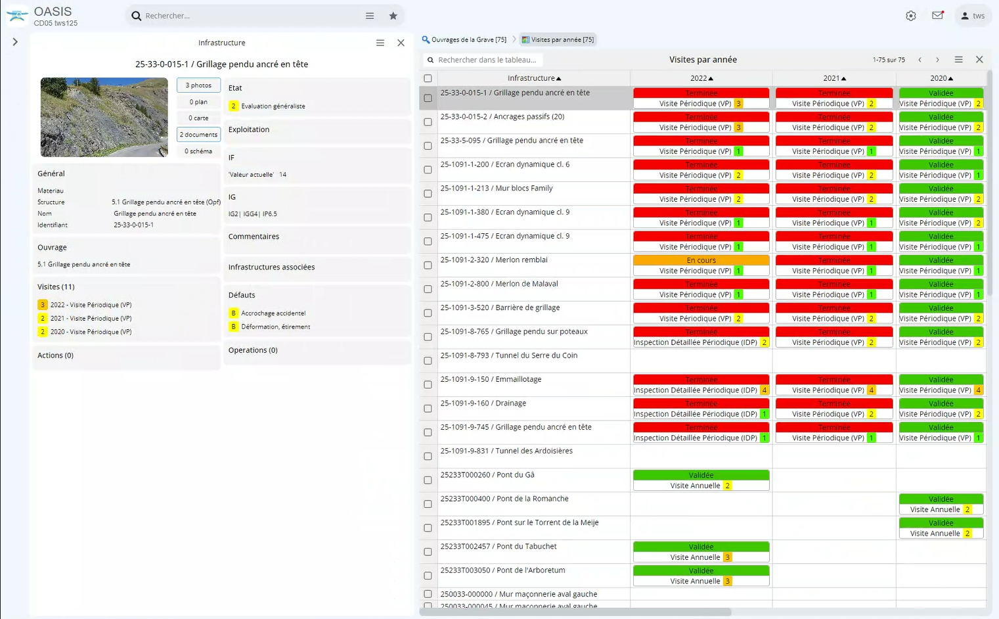 OASIS
CD05 tws125
Rechercher...
tws
Infrastructure
25-33-0-015-1 / Grillage pendu ancré en tête
3 photos
0 plan
0 carte
2 documents
0 schéma
Etat
2 Evaluation généraliste
Exploitation
IF
'Valeur actuelle' 14
IG
IG2| IGG4| IP6.5
Commentaires
Infrastructures associées
Défauts
B Accrochage accidentel
B Déformation, étirement
Operations (0)
Général
Materiau
Structure 5.1 Grillage pendu ancré en tête (Opf)
Nom Grillage pendu ancré en tête
Identifiant 25-33-0-015-1
Ouvrage
5.1 Grillage pendu ancré en tête
Visites (11)
3 2022 - Visite Périodique (VP)
2 2021 - Visite Périodique (VP)
2 2020 - Visite Périodique (VP)
Actions (0)
Ouvrages de la Grave [75] Visites par année [75]
Rechercher dans le tableau... Visites par année 1-75 sur 75
Infrastructure 2022 2021 2020
25-33-0-015-1 / Grillage pendu ancré en tête Terminée Terminée Validée
Visite Périodique (VP) 3 Visite Périodique (VP) 2 Visite Périodique (VP) 2
25-33-0-015-2 / Ancrages passifs (20) Terminée Terminée Validée
Visite Périodique (VP) 3 Visite Périodique (VP) 2 Visite Périodique (VP) 2
25-33-5-095 / Grillage pendu ancré en tête Terminée Terminée Validée
Visite Périodique (VP) 1 Visite Périodique (VP) 1 Visite Périodique (VP) 1
25-1091-1-200 / Ecran dynamique cl. 6 Terminée Terminée Validée
Visite Périodique (VP) 2 Visite Périodique (VP) 2 Visite Périodique (VP) 1
25-1091-1-213 / Mur blocs Family Terminée Terminée Validée
Visite Périodique (VP) 2 Visite Périodique (VP) 2 Visite Périodique (VP) 2
25-1091-1-380 / Ecran dynamique cl. 9 Terminée Terminée Validée
Visite Périodique (VP) 1 Visite Périodique (VP) 1 Visite Périodique (VP) 2
25-1091-1-475 / Ecran dynamique cl. 9 Terminée Terminée Validée
Visite Périodique (VP) 1 Visite Périodique (VP) 1 Visite Périodique (VP) 1
25-1091-2-320 / Merlon remblai En cours Terminée Validée
Visite Périodique (VP) 1 Visite Périodique (VP) 1 Visite Périodique (VP) 1
25-1091-2-800 / Merlon de Malaval Terminée Terminée Validée
Visite Périodique (VP) 1 Visite Périodique (VP) 1 Visite Périodique (VP) 1
25-1091-3-520 / Barrière de grillage Terminée Terminée Validée
Visite Périodique (VP) 2 Visite Périodique (VP) 2 Visite Périodique (VP) 2
25-1091-8-765 / Grillage pendu sur poteaux Terminée Terminée Validée
Inspection Détaillée Périodique (IDP) 2 Visite Périodique (VP) 2 Visite Périodique (VP) 2
25-1091-8-793 / Tunnel du Serre du Coin
25-1091-9-150 / Emmaillotage Terminée Terminée Validée
Inspection Détaillée Périodique (IDP) 4 Visite Périodique (VP) 4 Visite Périodique (VP) 4
25-1091-9-160 / Drainage Terminée Terminée Validée
Inspection Détaillée Périodique (IDP) 1 Visite Périodique (VP) 2 Visite Périodique (VP) 2
25-1091-9-745 / Grillage pendu ancré en tête Terminée Terminée Validée
Inspection Détaillée Périodique (IDP) 1 Visite Périodique (VP) 1 Visite Périodique (VP) 1
25-1091-9-831 / Tunnel des Ardoisières
25233T000260 / Pont du Gâ Validée
Visite Annuelle 2
25233T000400 / Pont de la Romanche Validée
Visite Annuelle 2
25233T001895 / Pont sur le Torrent de la Meije Validée
Visite Annuelle 2
25233T002457 / Pont du Tabuchet Validée
Visite Annuelle 3
25233T003050 / Pont de l'Arboretum Validée
Visite Annuelle 3
250033-000000 / Mur maçonnerie aval gauche
250033-000045 / Mur maçonnerie aval gauche